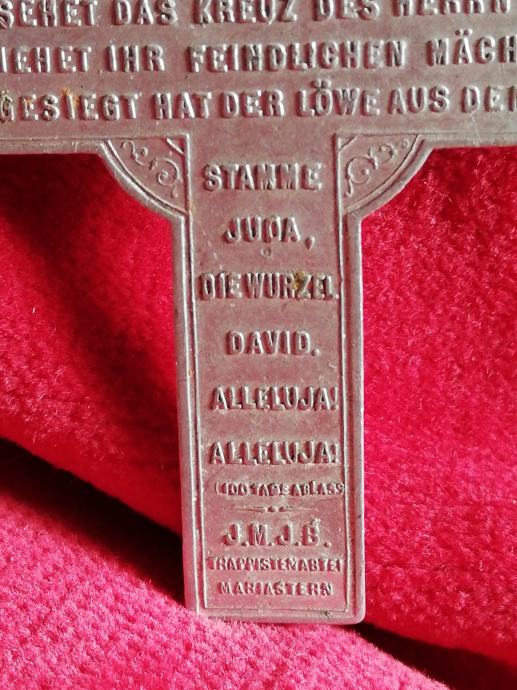 SEHET DAS KREUZ DES HERRN
IEHET IHR FEINDLICHEN MÄCH
GESIEGT HAT DER LÖWE AUS DEM
STAMME
JUDA,
DIE WURZEL
DAVID.
ALLELUJA!
ALLELUJA!
(100 TAGE ABLASS
J.M.J.B.
TRAPPISTENABTEI
MARIASTERN